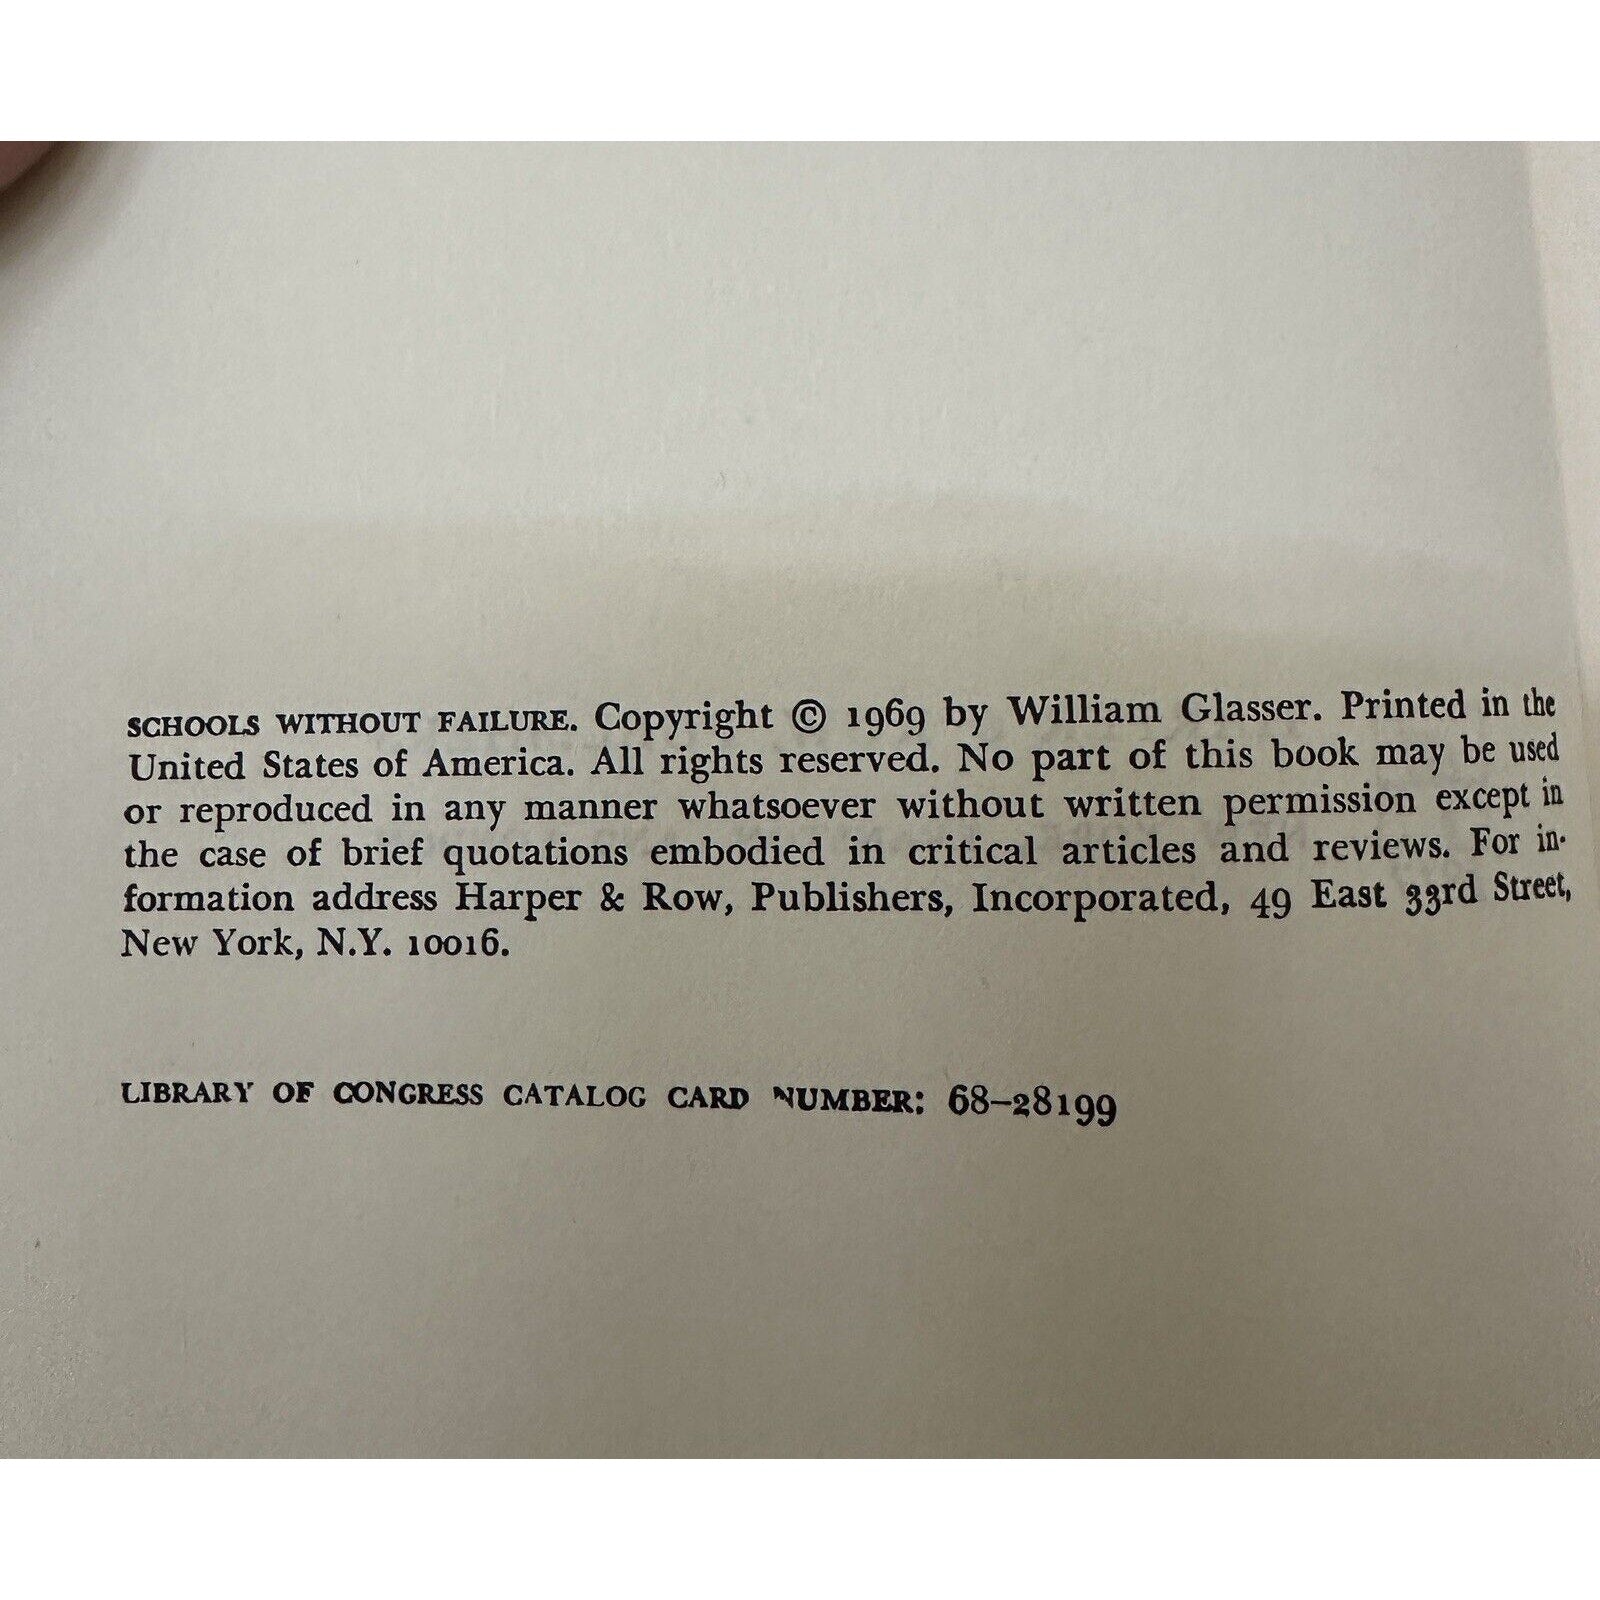 SCHOOLS WITHOUT FAILURE. Copyright © 1969 by William Glasser. Printed in the
United States of America. All rights reserved. No part of this book may be used
or reproduced in any manner whatsoever without written permission except in
the case of brief quotations embodied in critical articles and reviews. For in-
formation address Harper & Row, Publishers, Incorporated, 49 East 33rd Street,
New York, N.Y. 10016.
LIBRARY OF CONGRESS CATALOG CARD NUMBER: 68-28199